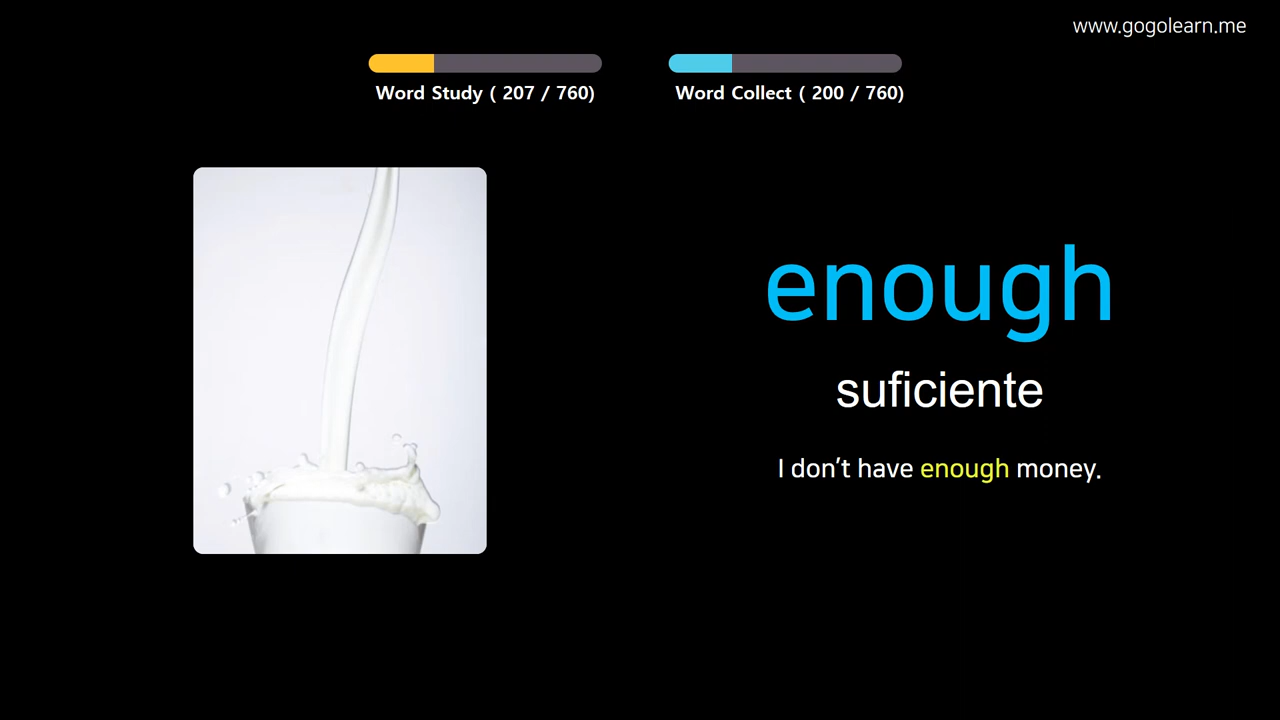 www.gogolearn.me
Word Study ( 207 / 760)
Word Collect ( 200 / 760)
enough
suficiente
I don't have enough money.